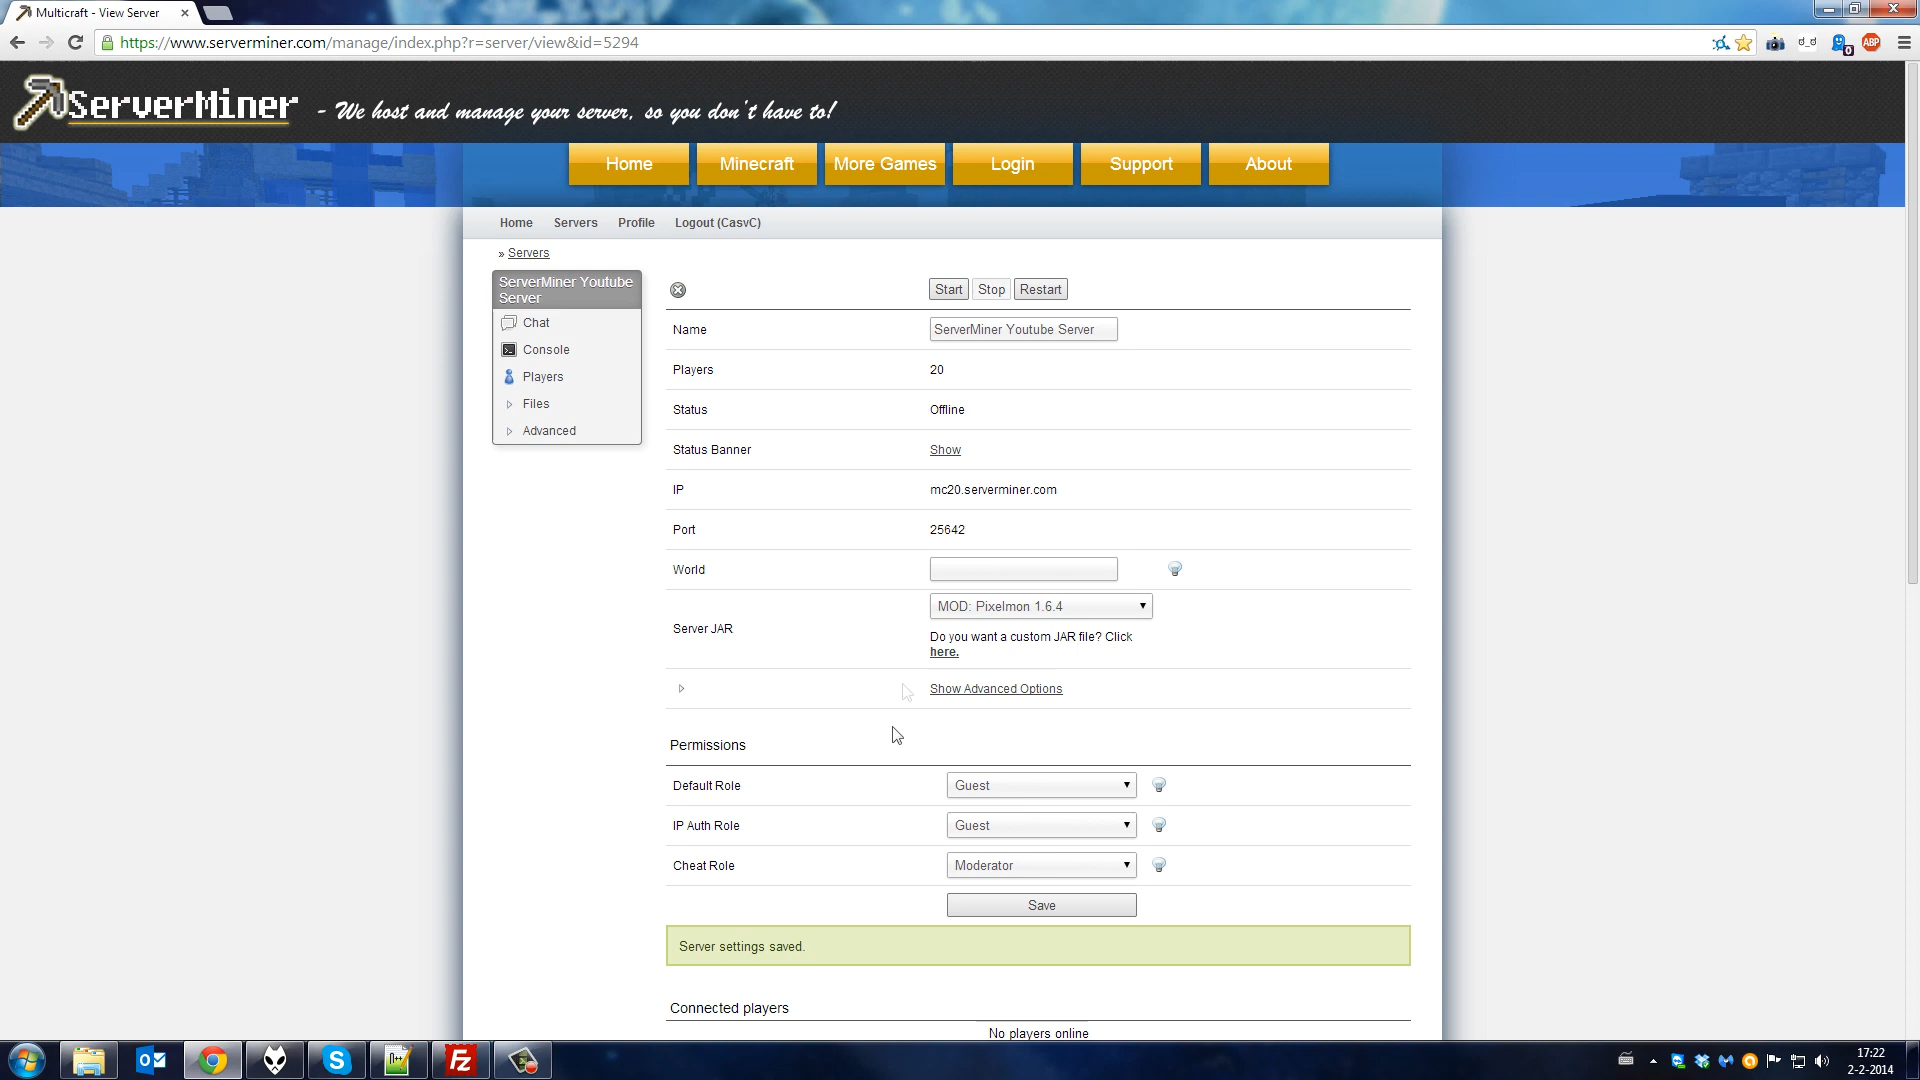 Multicraft - View Server
https://www.serverminer.com/manage/index.php?r=server/view&id=5294
ABP
0
ServerMiner - We host and manage your server, so you don't have to!
Home Minecraft More Games Login Support About
Home Servers Profile Logout (CasvC)
» Servers
ServerMiner Youtube
Server
Chat
Console
Players
Files
Advanced
Start Stop Restart
Name ServerMiner Youtube Server
Players 20
Status Offline
Status Banner Show
IP mc20.serverminer.com
Port 25642
World
Server JAR MOD: Pixelmon 1.6.4
Do you want a custom JAR file? Click
here.
Show Advanced Options
Permissions
Default Role Guest
IP Auth Role Guest
Cheat Role Moderator
Save
Server settings saved.
Connected players
No players online
17:22
2-2-2014